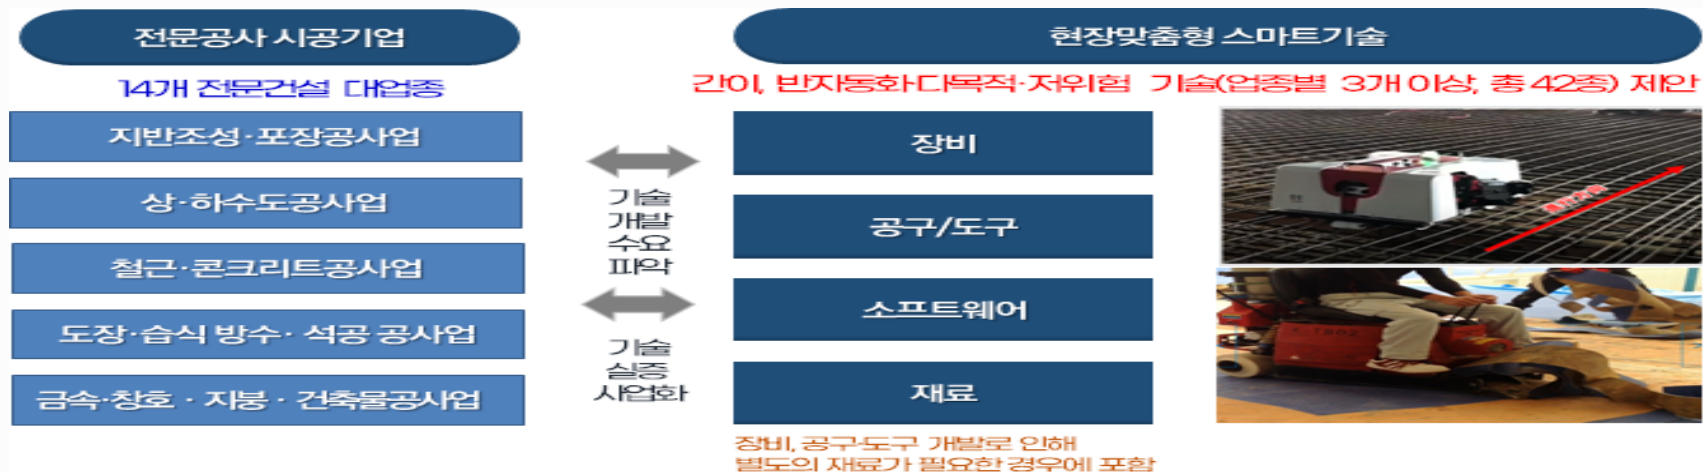 전문공사 시공기업
14개 전문건설 대업종
지반조성·포장공사업
상·하수도공사업
철근·콘크리트공사업
도장·습식 방수· 석공 공사업
금속·창호 · 지붕 · 건축물공사업
기술
개발
수요
파악
기술
실증
사업화
현장맞춤형 스마트기술
간이, 반자동화·다목적·저위험 기술(업종별 3개 이상, 총 42종) 제안
장비
공구/도구
소프트웨어
재료
장비, 공구·도구 개발로 인해
별도의 재료가 필요한 경우에 포함